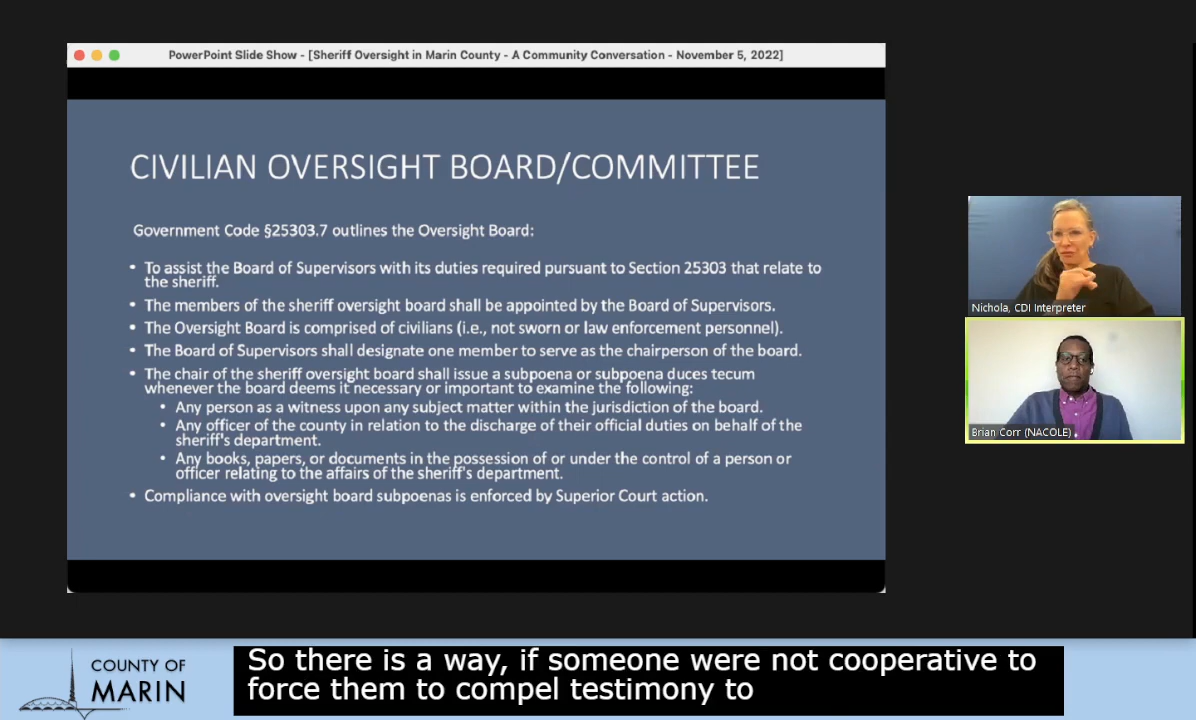 PowerPoint Slide Show - [Sheriff Oversight in Marin County - A Community Conversation - November 5, 2022]
CIVILIAN OVERSIGHT BOARD/COMMITTEE
Government Code §25303.7 outlines the Oversight Board:
• To assist the Board of Supervisors with its duties required pursuant to Section 25303 that relate to
the sheriff.
• The members of the sheriff oversight board shall be appointed by the Board of Supervisors.
• The Oversight Board is comprised of civilians (i.e., not sworn or law enforcement personnel).
• The Board of Supervisors shall designate one member to serve as the chairperson of the board.
• The chair of the sheriff oversight board shall issue a subpoena or subpoena duces tecum
whenever the board deems it necessary or important to examine the following:
• Any person as a witness upon any subject matter within the jurisdiction of the board.
• Any officer of the county in relation to the discharge of their official duties on behalf of the
sheriff's department.
• Any books, papers, or documents in the possession of or under the control of a person or
officer relating to the affairs of the sheriff's department.
• Compliance with oversight board subpoenas is enforced by Superior Court action.
Nichola, CDI Interpreter
Brian Corr (NACOLE)
COUNTY OF
MARIN
So there is a way, if someone were not cooperative to
force them to compel testimony to